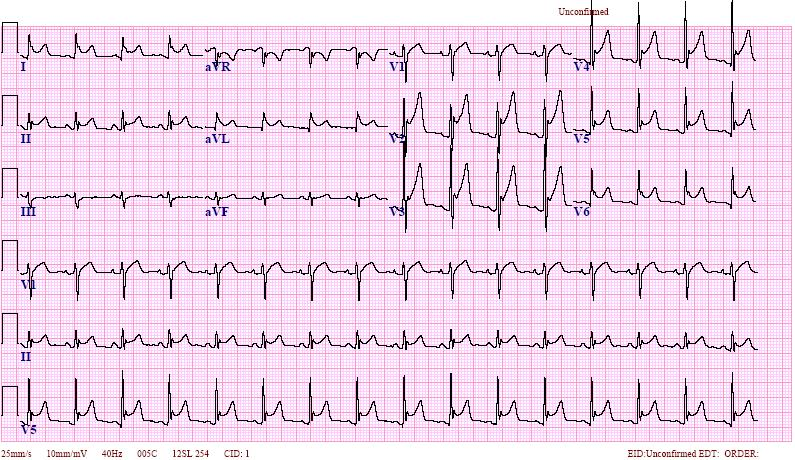 Unconfirmed
I aVR V1 V4
II aVL V2 V5
III aVF V3 V6
V1
II
V5
25mm/s 10mm/mV 40Hz 005C 12SL 254 CID: 1 EID:Unconfirmed EDT: ORDER: